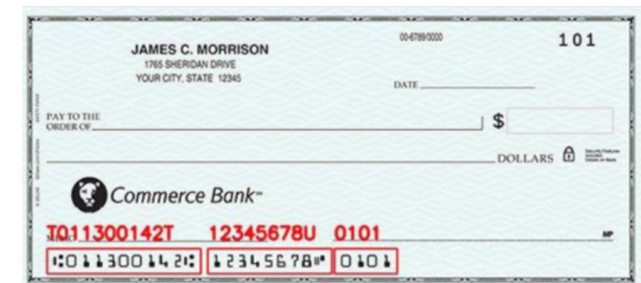 JAMES C. MORRISON
1765 SHERIDAN DRIVE
YOUR CITY, STATE 12345
00-6789/0000
101
DATE
PAY TO THE
ORDER OF
$
DOLLARS
Commerce Bank
T011300142T 12345678U 0101
MP
⑆011300142⑆ 12345678⑈ 0101